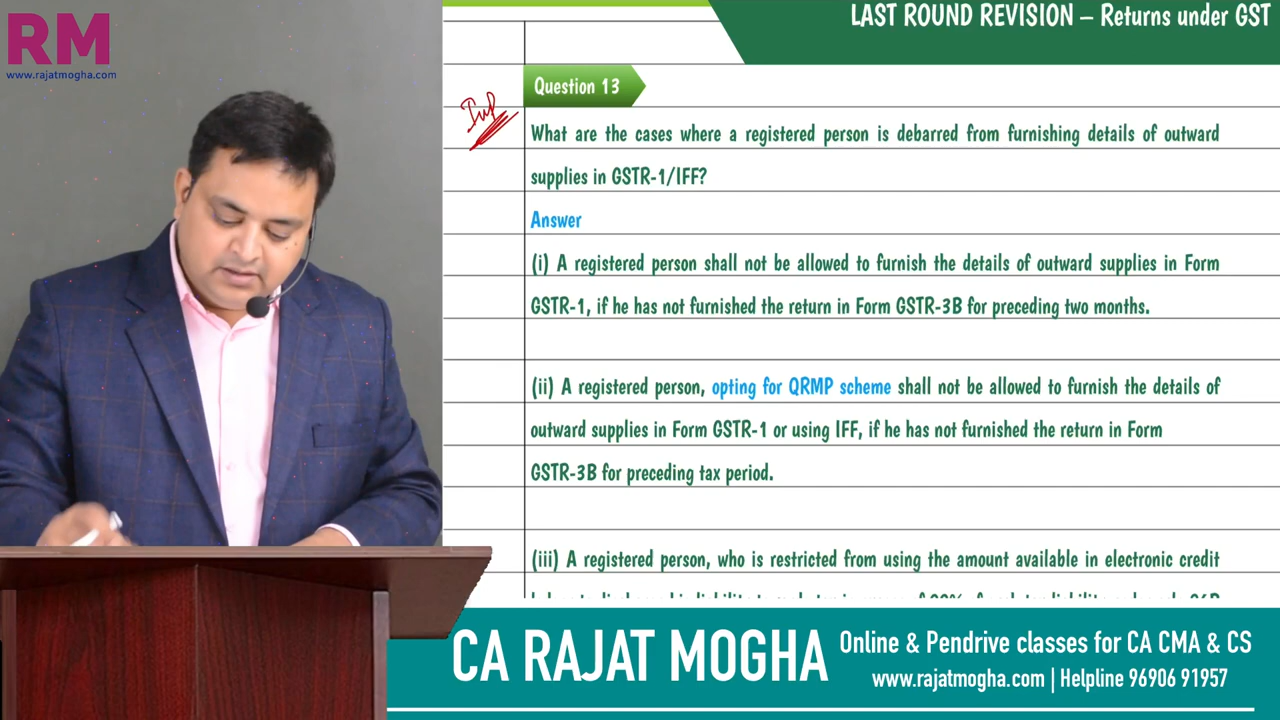 RM
www.rajatmogha.com
LAST ROUND REVISION – Returns under GST
Question 13
Imp
What are the cases where a registered person is debarred from furnishing details of outward
supplies in GSTR-1/IFF?
Answer
(i) A registered person shall not be allowed to furnish the details of outward supplies in Form
GSTR-1, if he has not furnished the return in Form GSTR-3B for preceding two months.
(ii) A registered person, opting for QRMP scheme shall not be allowed to furnish the details of
outward supplies in Form GSTR-1 or using IFF, if he has not furnished the return in Form
GSTR-3B for preceding tax period.
(iii) A registered person, who is restricted from using the amount available in electronic credit
CA RAJAT MOGHA
Online & Pendrive classes for CA CMA & CS
www.rajatmogha.com | Helpline 96906 91957